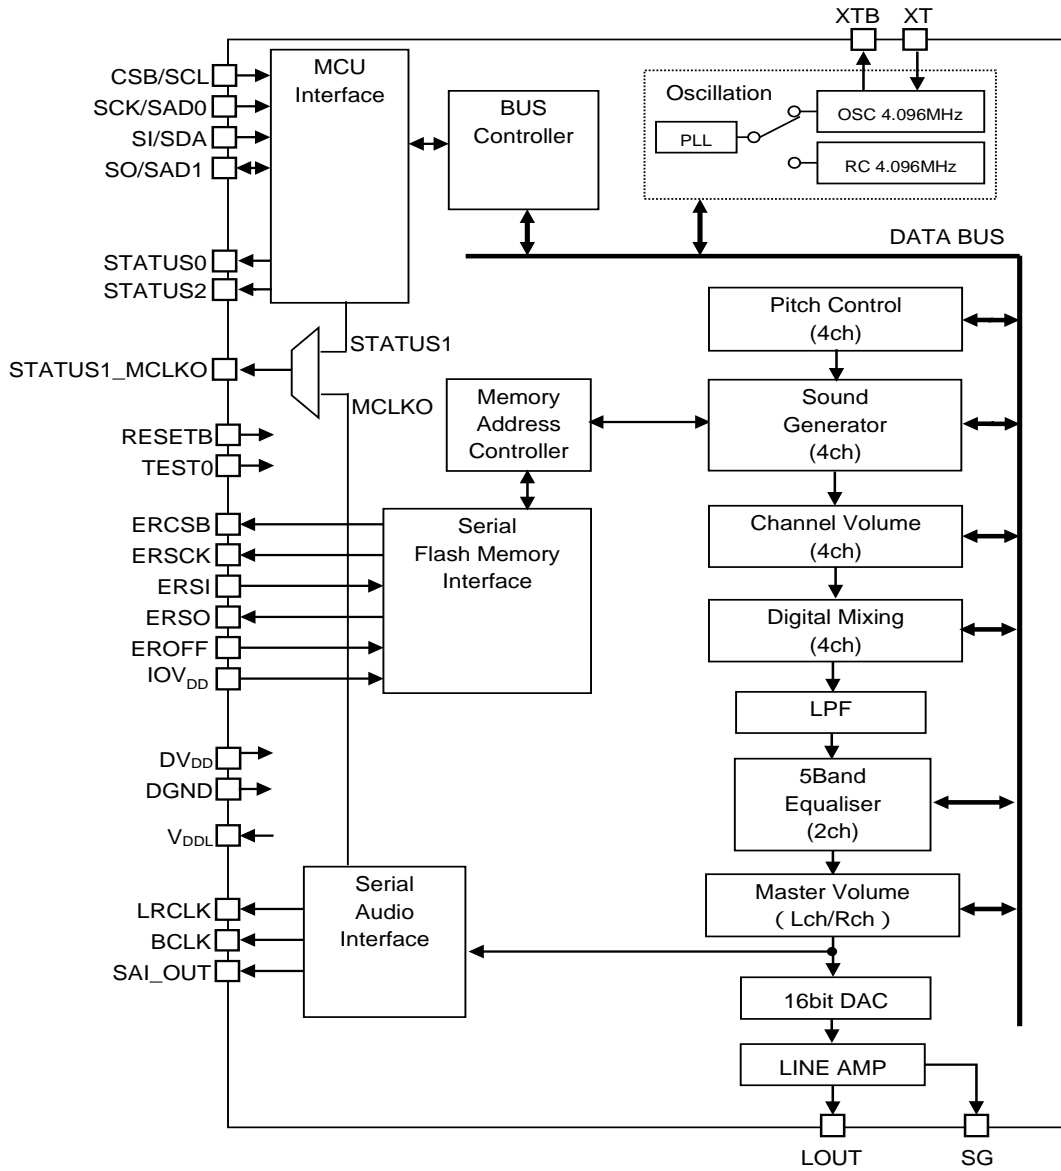 XTB
XT
CSB/SCL
SCK/SAD0
SI/SDA
SO/SAD1
STATUS0
STATUS2
STATUS1_MCLKO
RESETB
TEST0
ERCSB
ERSCK
ERSI
ERSO
EROFF
IOVDD
DVDD
DGND
VDDL
LRCLK
BCLK
SAI_OUT
MCU
Interface
BUS
Controller
Oscillation
PLL
OSC 4.096MHz
RC 4.096MHz
DATA BUS
STATUS1
MCLKO
Memory
Address
Controller
Serial
Flash Memory
Interface
Serial
Audio
Interface
Pitch Control
(4ch)
Sound
Generator
(4ch)
Channel Volume
(4ch)
Digital Mixing
(4ch)
LPF
5Band
Equaliser
(2ch)
Master Volume
( Lch/Rch )
16bit DAC
LINE AMP
LOUT
SG